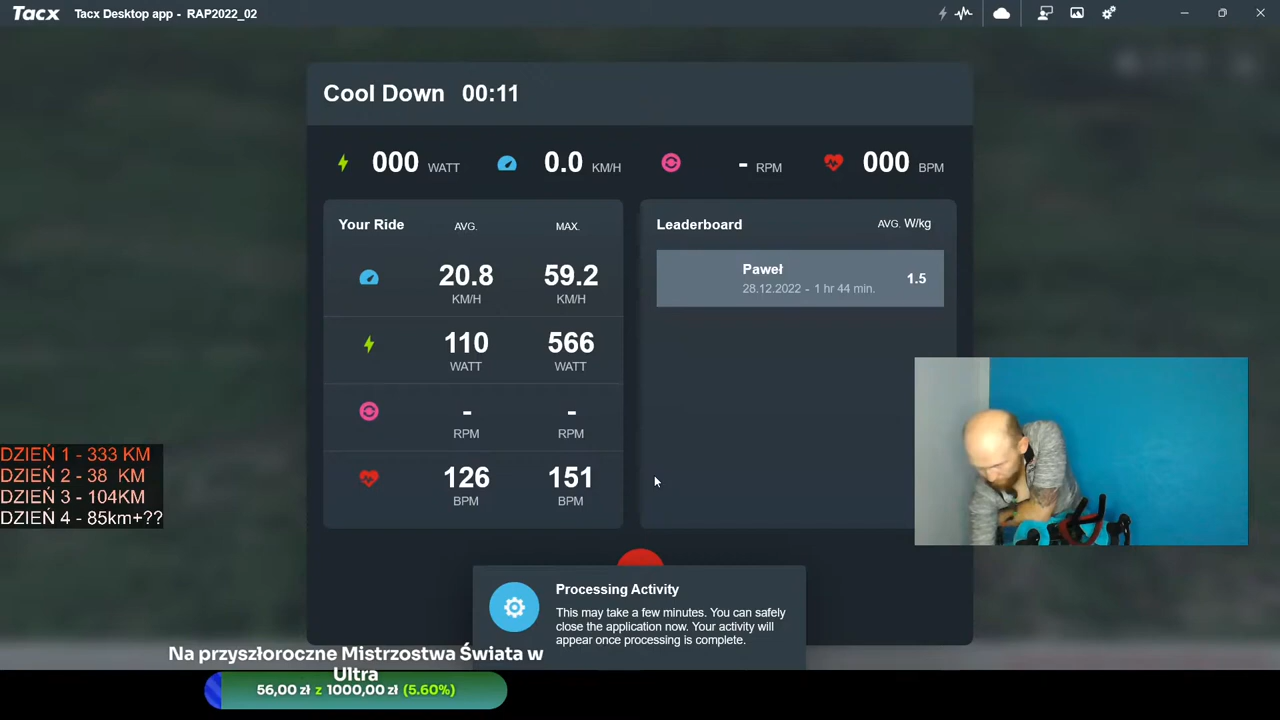 Tacx Tacx Desktop app - RAP2022_02
Cool Down 00:11
000 WATT 0.0 KM/H - RPM 000 BPM
Your Ride AVG. MAX.
20.8 59.2
KM/H KM/H
110 566
WATT WATT
- -
RPM RPM
126 151
BPM BPM
Leaderboard AVG. W/kg
Paweł 1.5
28.12.2022 - 1 hr 44 min.
DZIEŃ 1 - 333 KM
DZIEŃ 2 - 38 KM
DZIEŃ 3 - 104KM
DZIEŃ 4 - 85km+??
Processing Activity
This may take a few minutes. You can safely
close the application now. Your activity will
appear once processing is complete.
Na przyszłoroczne Mistrzostwa Świata w
Ultra
56,00 zł z 1000,00 zł (5.60%)